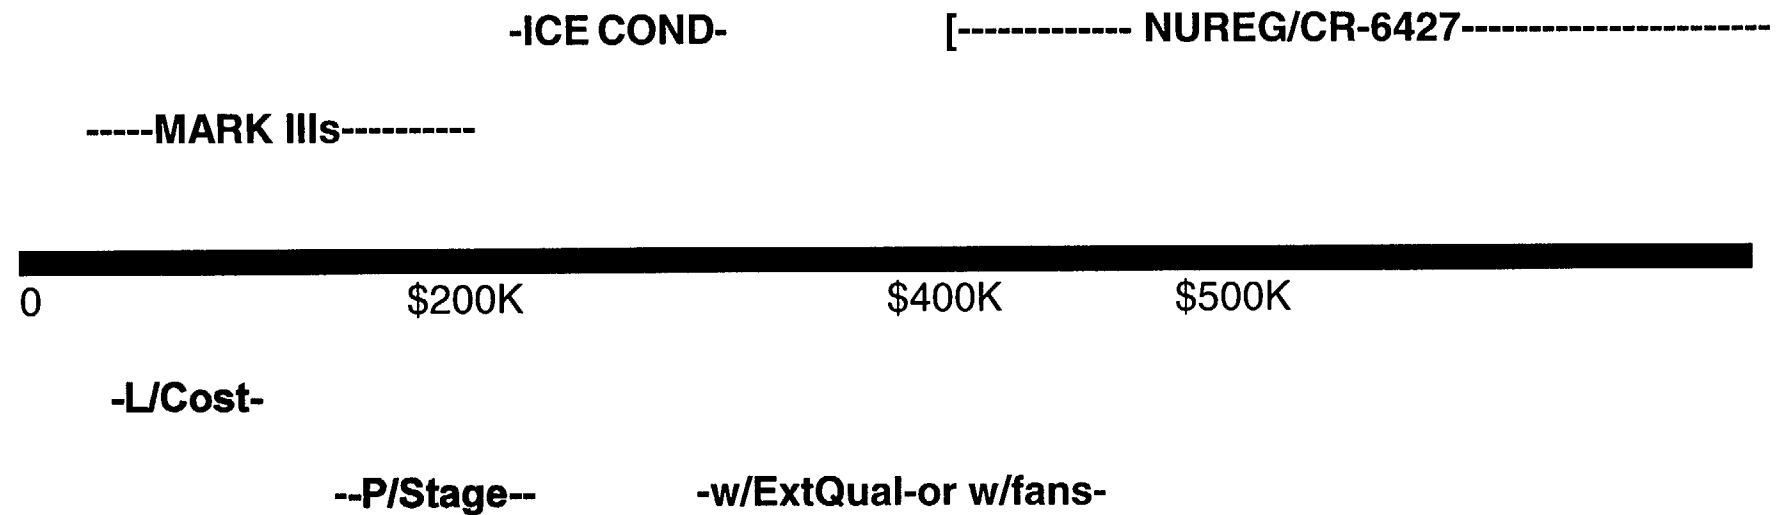 -ICE COND- [------------- NUREG/CR-6427-----------------------
-----MARK IIIs----------
0 $200K $400K $500K
-L/Cost-
--P/Stage-- -w/ExtQual-or w/fans-